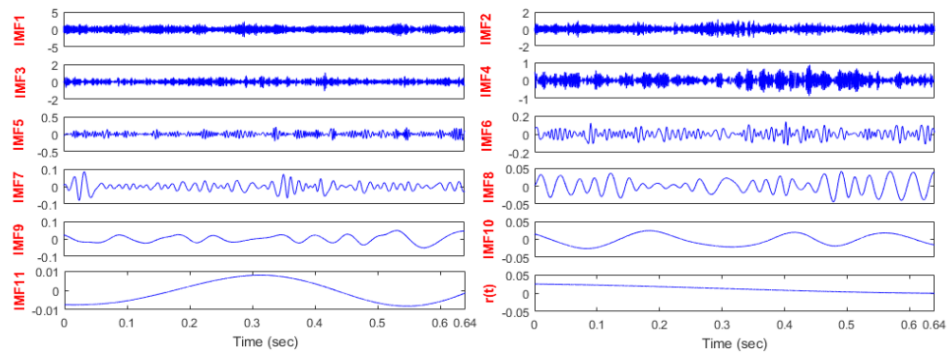 IMF1 5 0 -5
IMF2 2 0 -2
IMF3 2 0 -2
IMF4 1 0 -1
IMF5 0.5 0 -0.5
IMF6 0.2 0 -0.2
IMF7 0.1 0 -0.1
IMF8 0.05 0 -0.05
IMF9 0.1 0 -0.1
IMF10 0.05 0 -0.05
IMF11 0.01 0 -0.01
r(t) 0.05 0 -0.05
0 0.1 0.2 0.3 0.4 0.5 0.6 0.64
0 0.1 0.2 0.3 0.4 0.5 0.6 0.64
Time (sec)
Time (sec)